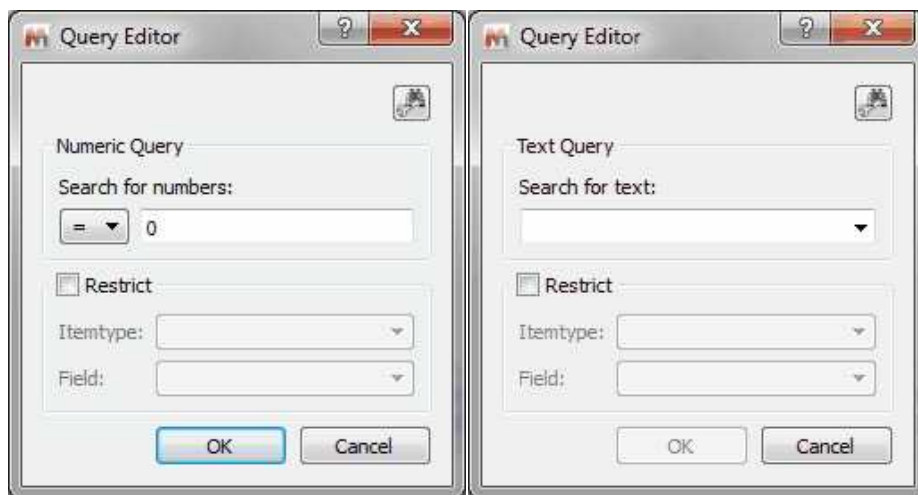 Query Editor
Numeric Query
Search for numbers:
= 0
Restrict
Itemtype:
Field:
OK Cancel
Query Editor
Text Query
Search for text:
Restrict
Itemtype:
Field:
OK Cancel